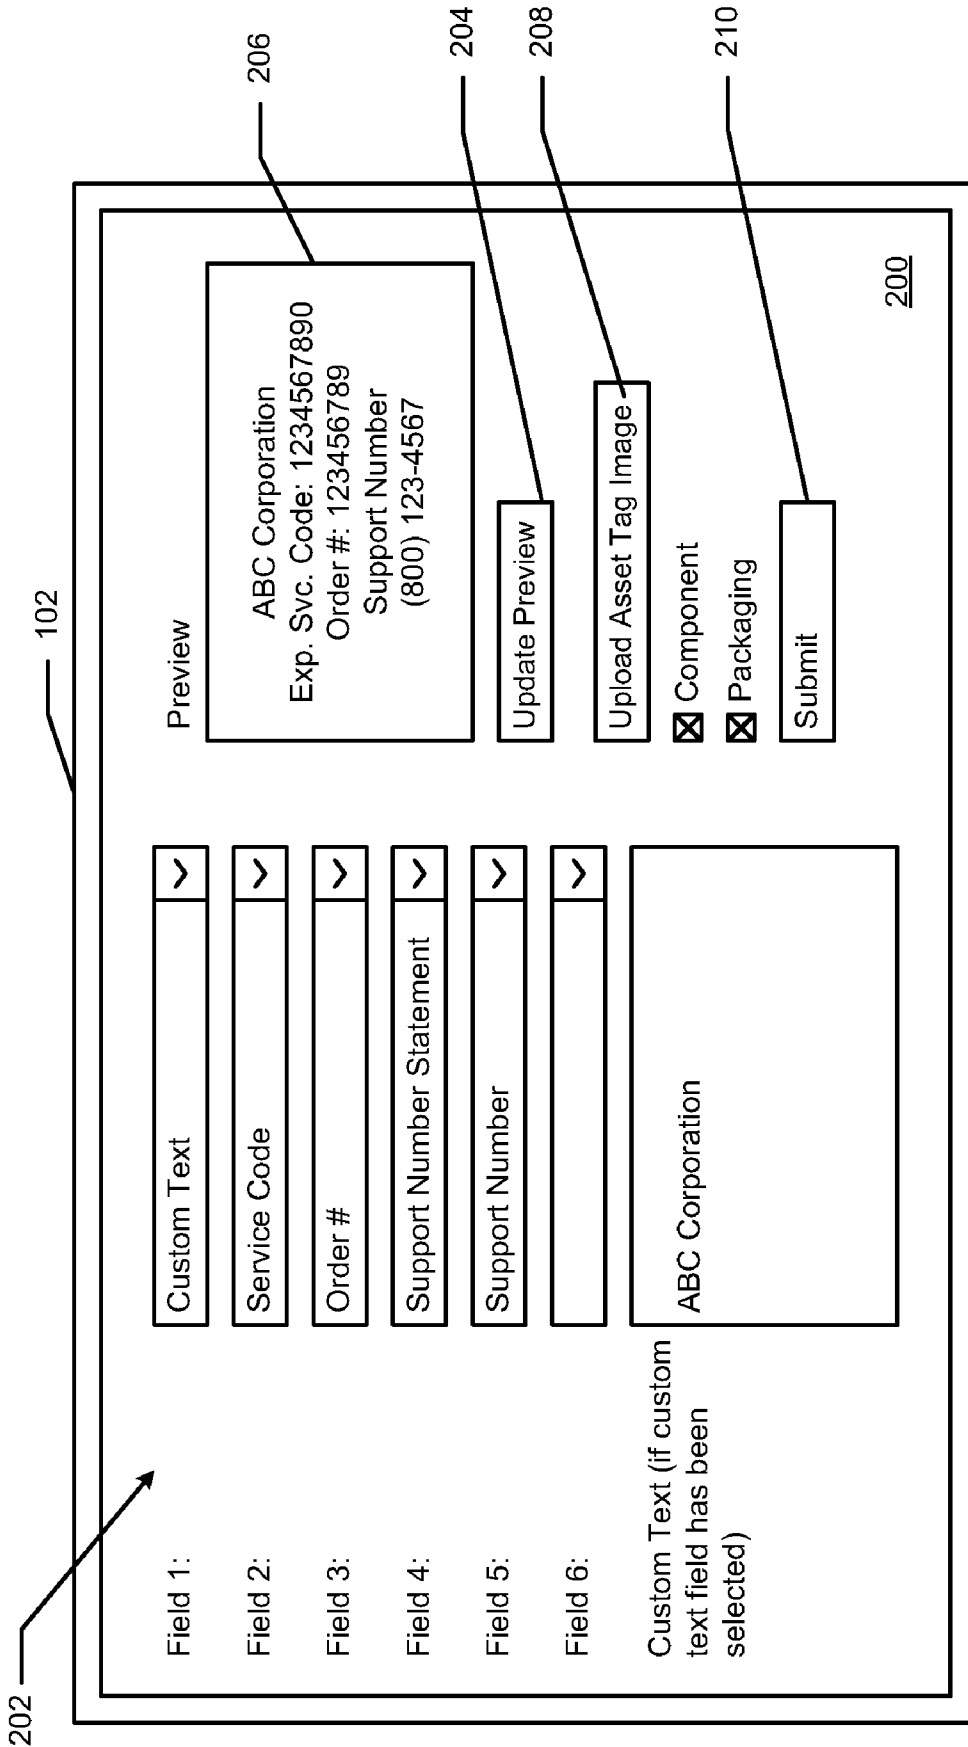 102
202
Field 1:
Custom Text
Field 2:
Service Code
Field 3:
Order #
Field 4:
Support Number Statement
Field 5:
Support Number
Field 6:
Custom Text (if custom
text field has been
selected)
ABC Corporation
Preview
ABC Corporation
Exp. Svc. Code: 1234567890
Order #: 123456789
Support Number
(800) 123-4567
206
Update Preview
204
Upload Asset Tag Image
208
Component
Packaging
Submit
210
200